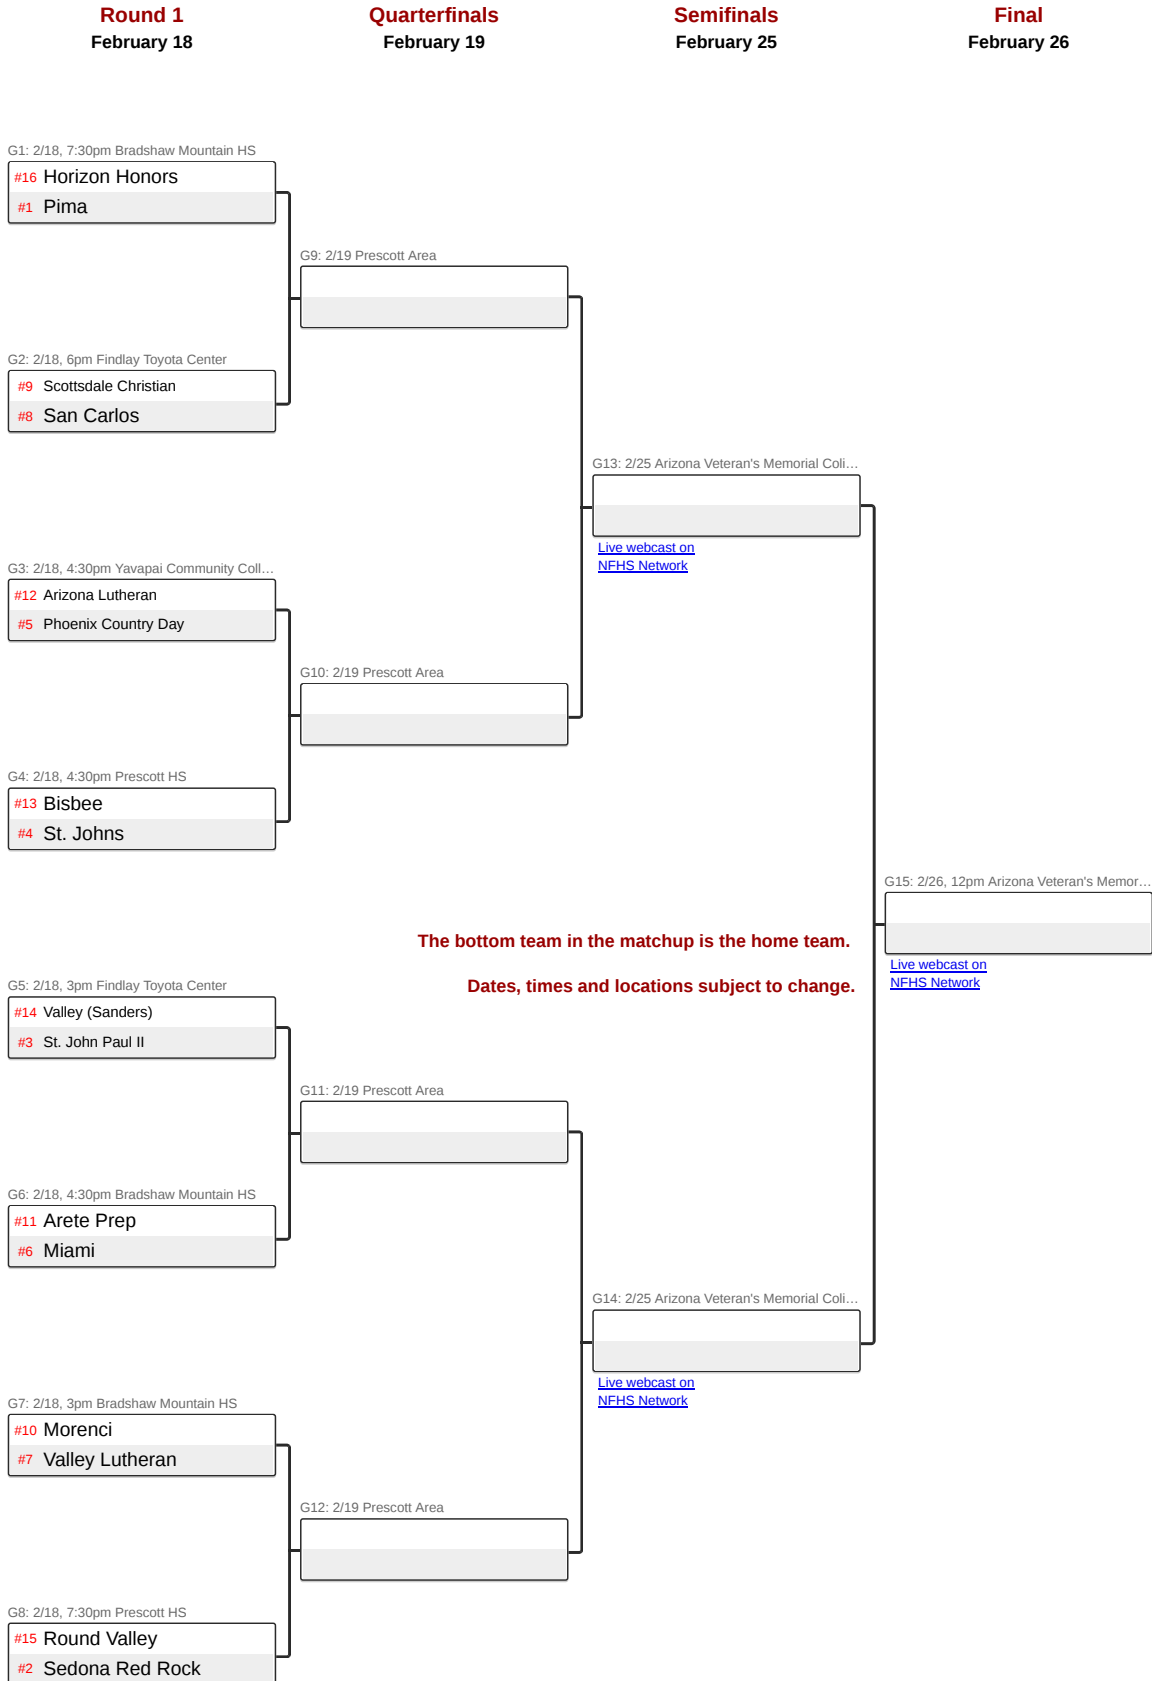 Round 1
February 18
Quarterfinals
February 19
Semifinals
February 25
Final
February 26
G1: 2/18, 7:30pm Bradshaw Mountain HS
#16 Horizon Honors
#1 Pima
G9: 2/19 Prescott Area
G2: 2/18, 6pm Findlay Toyota Center
#9 Scottsdale Christian
#8 San Carlos
G13: 2/25 Arizona Veteran's Memorial Coli…
Live webcast on
NFHS Network
G3: 2/18, 4:30pm Yavapai Community Coll…
#12 Arizona Lutheran
#5 Phoenix Country Day
G10: 2/19 Prescott Area
G4: 2/18, 4:30pm Prescott HS
#13 Bisbee
#4 St. Johns
G15: 2/26, 12pm Arizona Veteran's Memor…
Live webcast on
NFHS Network
The bottom team in the matchup is the home team.
Dates, times and locations subject to change.
G5: 2/18, 3pm Findlay Toyota Center
#14 Valley (Sanders)
#3 St. John Paul II
G11: 2/19 Prescott Area
G6: 2/18, 4:30pm Bradshaw Mountain HS
#11 Arete Prep
#6 Miami
G14: 2/25 Arizona Veteran's Memorial Coli…
Live webcast on
NFHS Network
G7: 2/18, 3pm Bradshaw Mountain HS
#10 Morenci
#7 Valley Lutheran
G12: 2/19 Prescott Area
G8: 2/18, 7:30pm Prescott HS
#15 Round Valley
#2 Sedona Red Rock